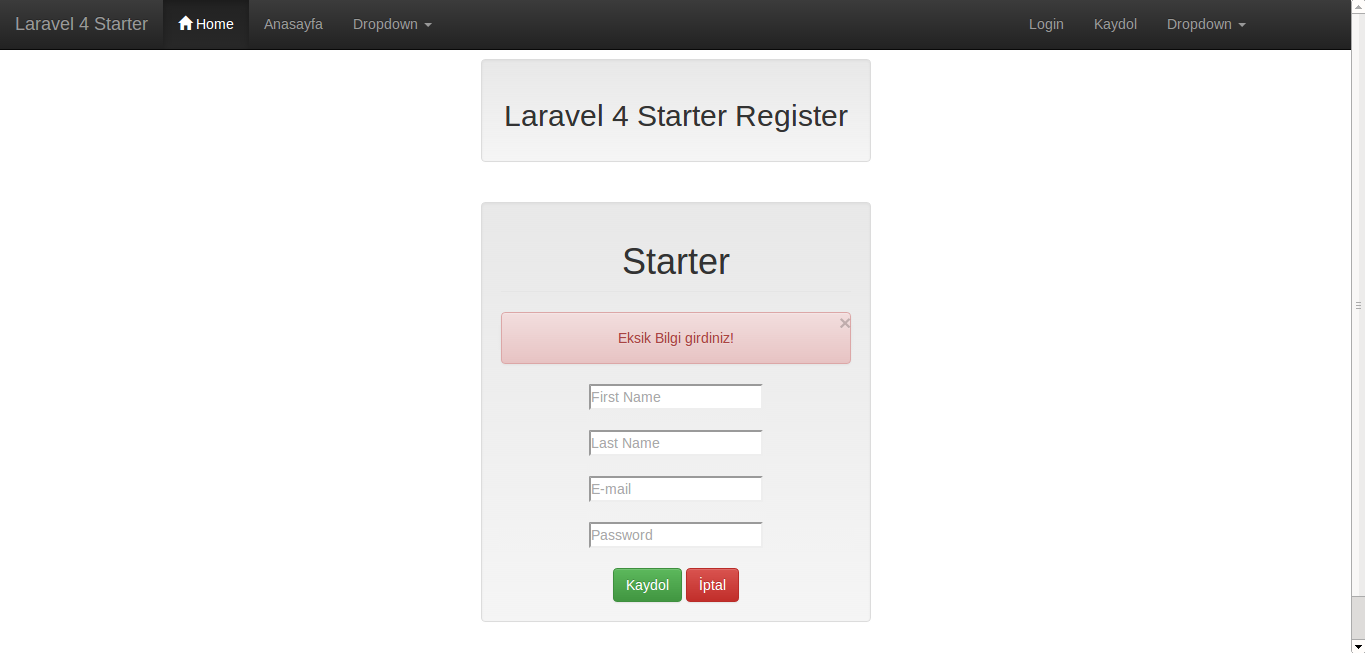 Laravel 4 Starter Home Anasayfa Dropdown Login Kaydol Dropdown
Laravel 4 Starter Register
Starter
×
Eksik Bilgi girdiniz!
First Name
Last Name
E-mail
Password
Kaydol İptal